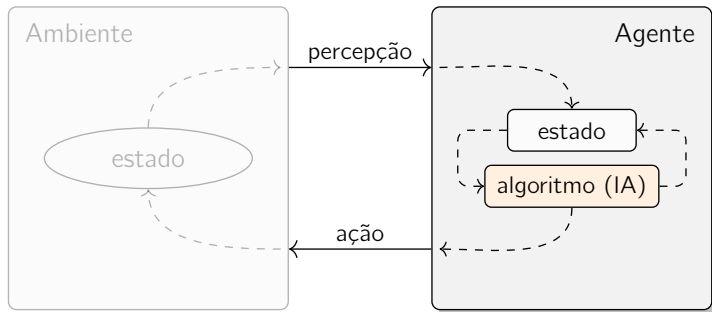 Ambiente
Agente
percepção
estado
estado
algoritmo (IA)
ação